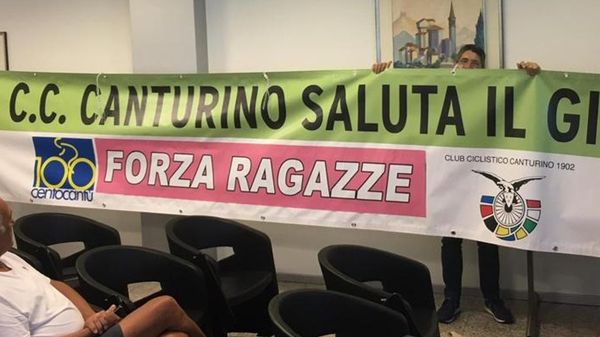 C.C. CANTURINO SALUTA IL GI
100
centocantù
FORZA RAGAZZE
CLUB CICLISTICO CANTURINO 1902